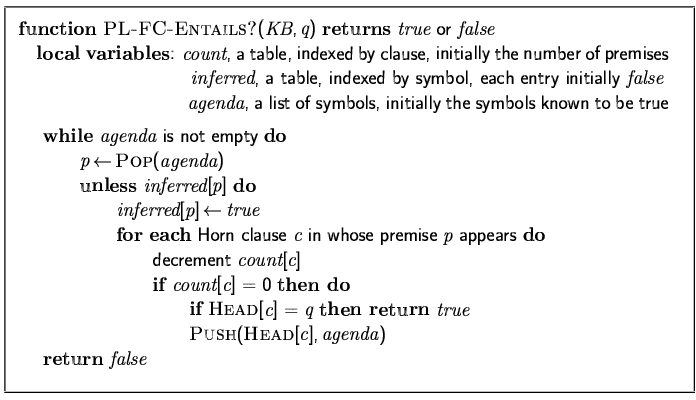 function PL-FC-ENTAILS?(KB, q) returns true or false
local variables: count, a table, indexed by clause, initially the number of premises
inferred, a table, indexed by symbol, each entry initially false
agenda, a list of symbols, initially the symbols known to be true
while agenda is not empty do
p ← POP(agenda)
unless inferred[p] do
inferred[p] ← true
for each Horn clause c in whose premise p appears do
decrement count[c]
if count[c] = 0 then do
if HEAD[c] = q then return true
PUSH(HEAD[c], agenda)
return false